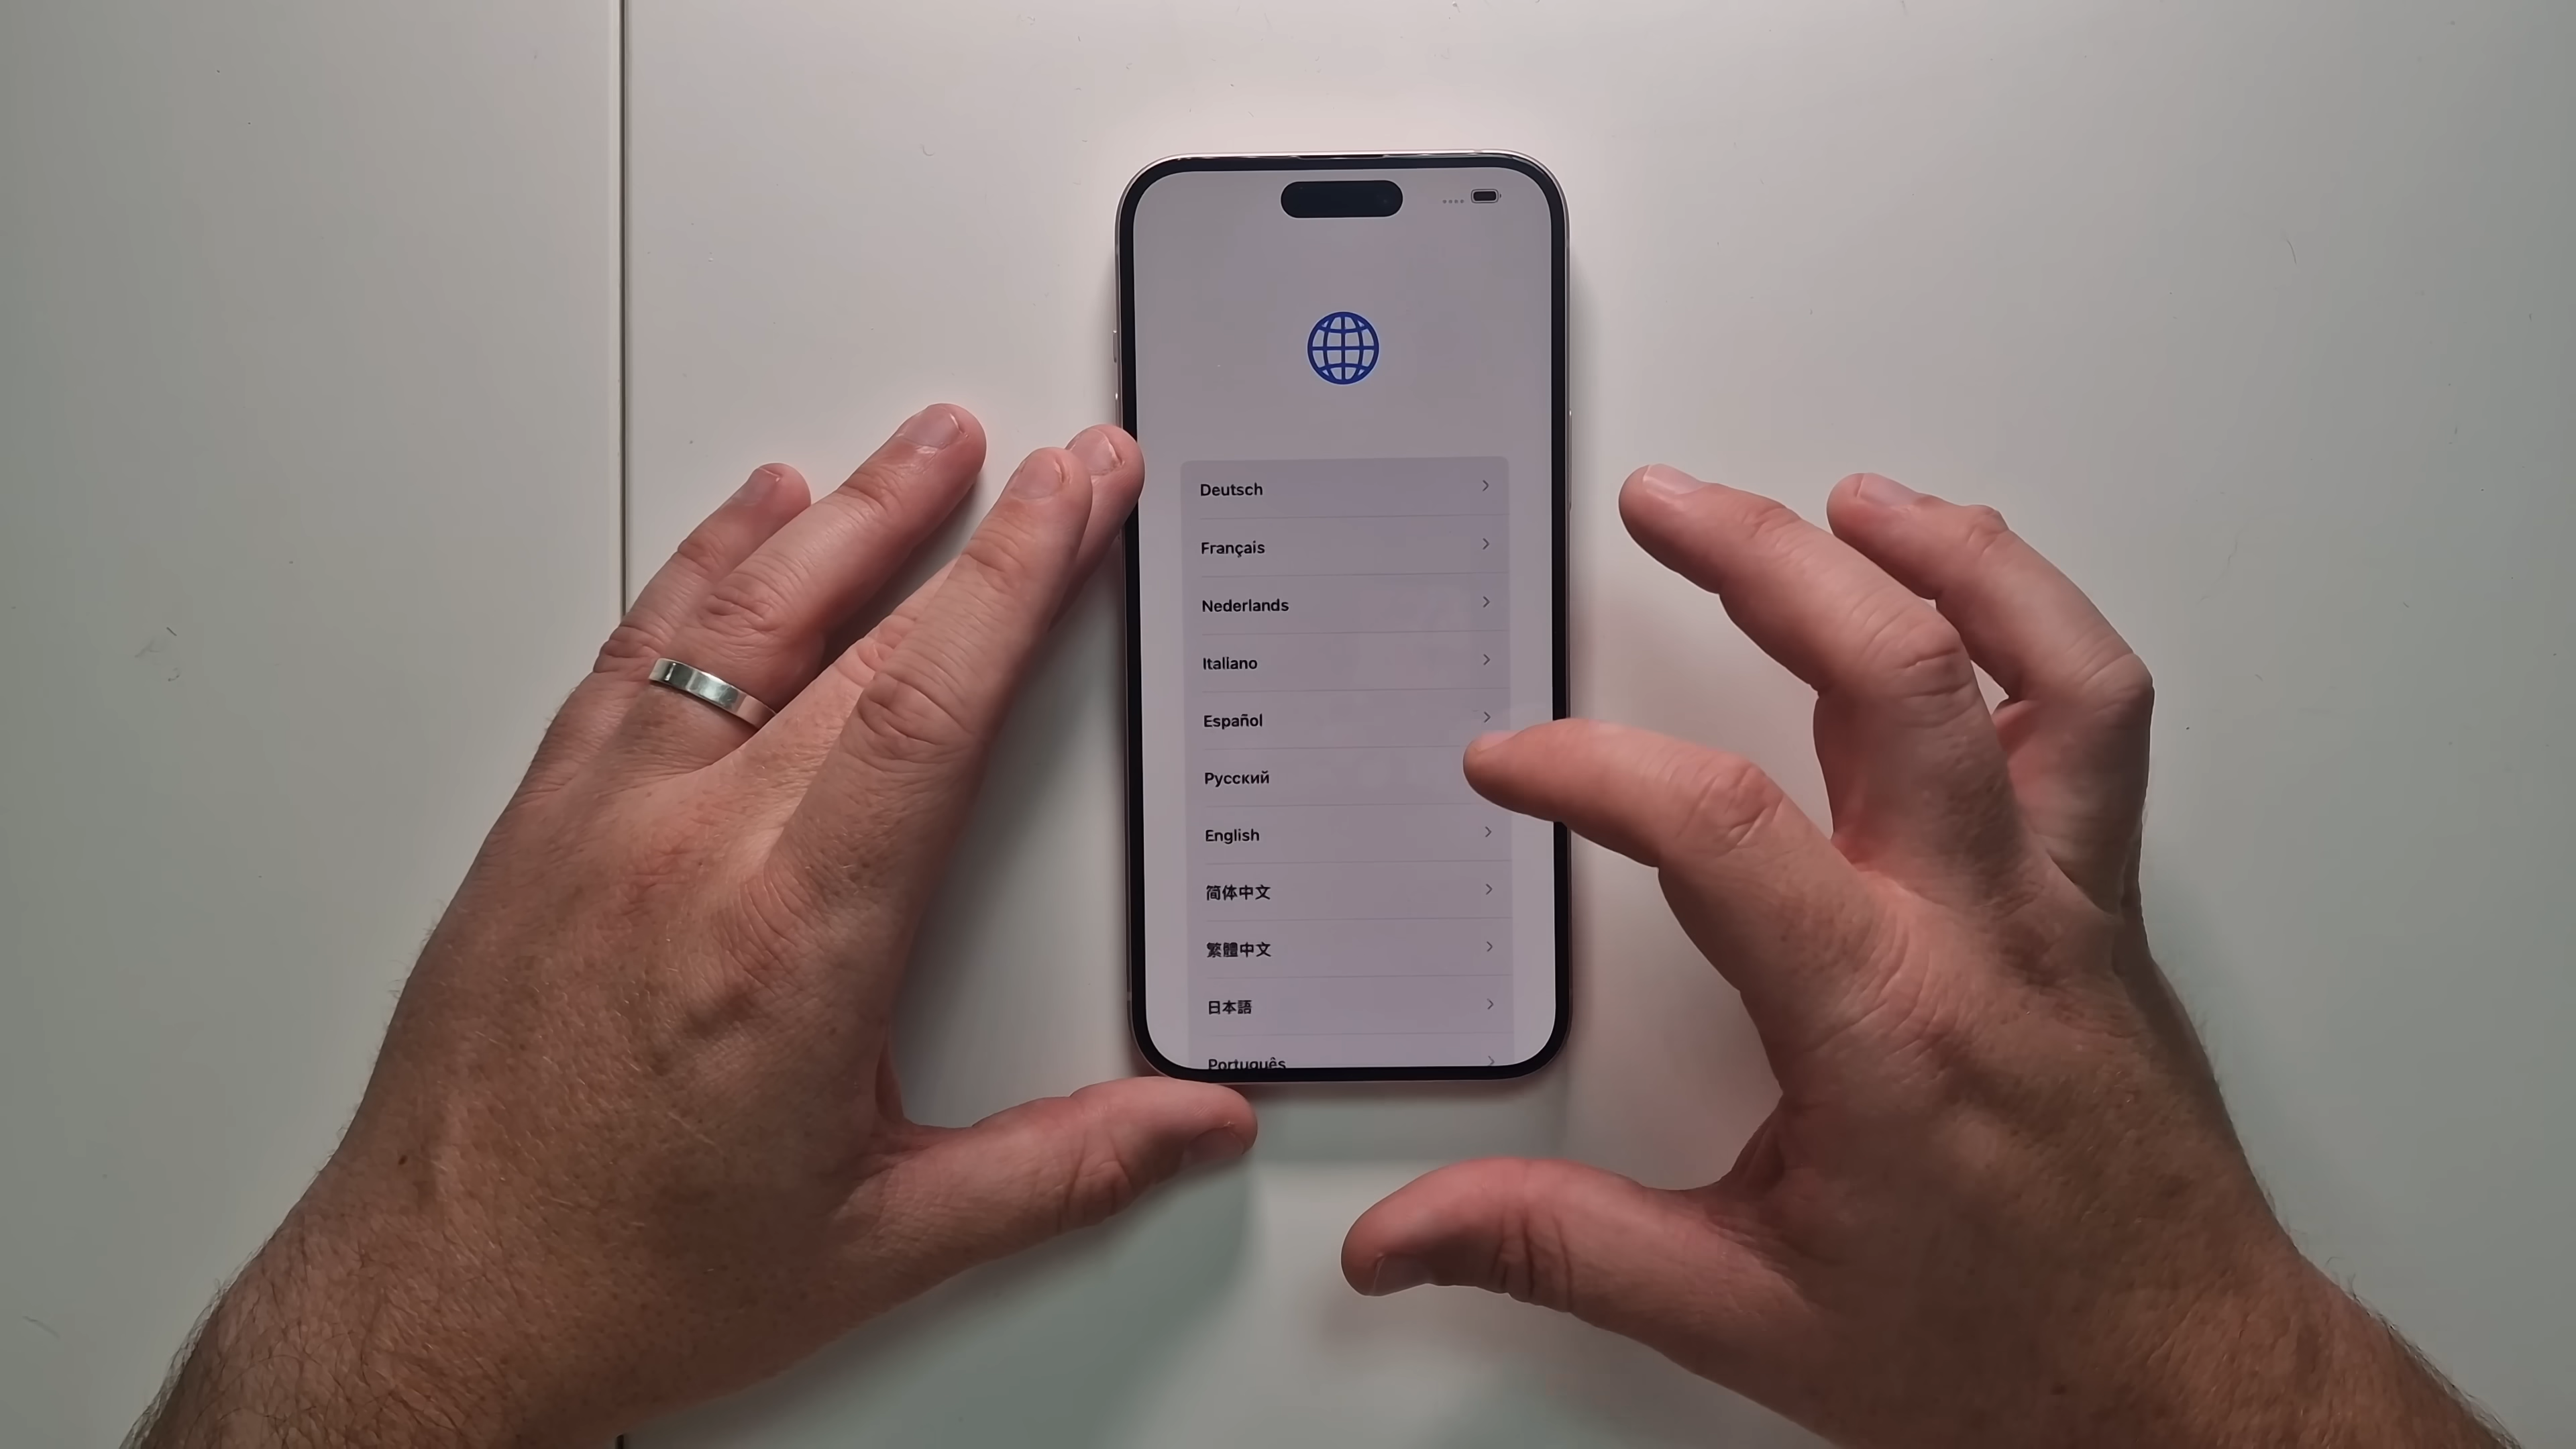 Deutsch
Français
Nederlands
Italiano
Español
Русский
English
简体中文
繁體中文
日本語
Português